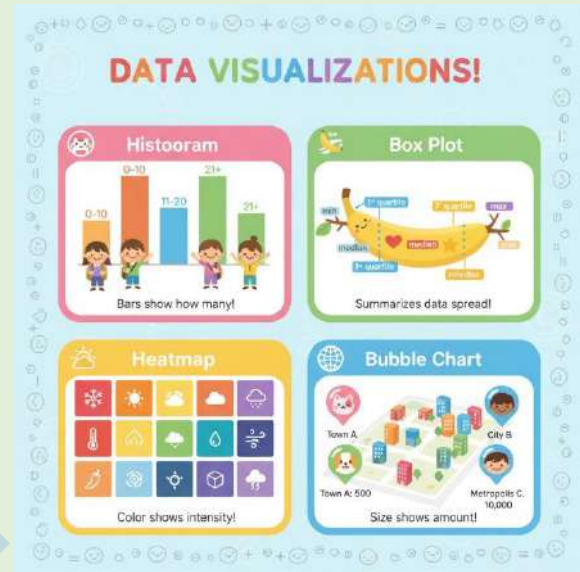 DATA VISUALIZATIONS!
Histooram
0-10
0-10
11-20
21+
21+
Bars show how many!
Box Plot
min
1st quartile
max
median
median
1st quartile
Summarizes data spread!
Heatmap
Color shows intensity!
Bubble Chart
Town A
City B
Town A: 500
Metropolis C.
10,000
Size shows amount!